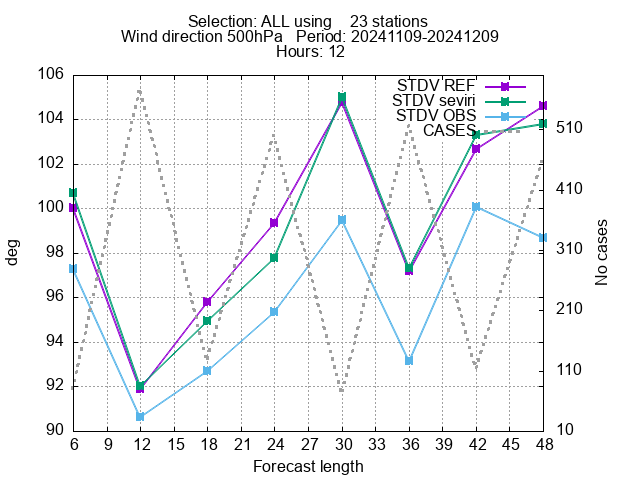 Selection: ALL using 23 stations
Wind direction 500hPa Period: 20241109-20241209
Hours: 12
STDV REF
STDV seviri
STDV OBS
CASES
106
104
102
100
98
96
94
92
90
deg
510
410
310
210
110
10
No cases
6 9 12 15 18 21 24 27 30 33 36 39 42 45 48
Forecast length